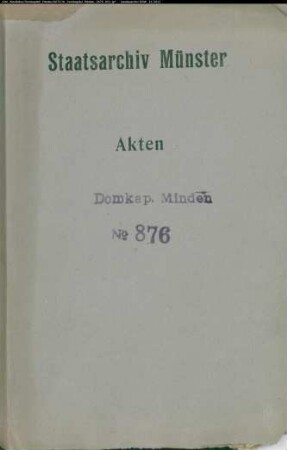 Staatsarchiv Münster
Akten
Domkap. Minden
No 876